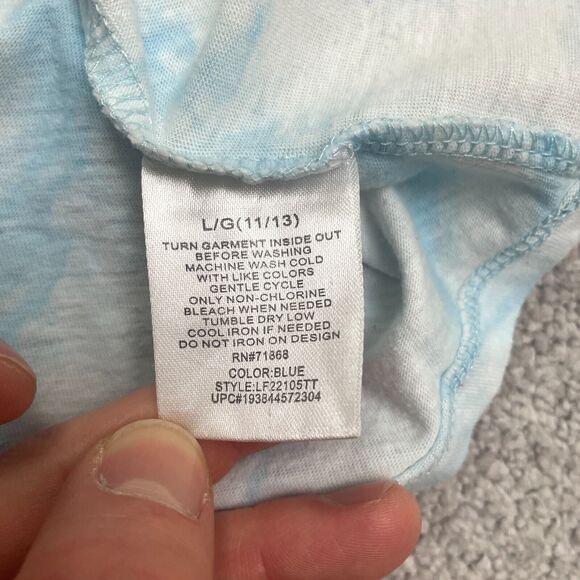 L/G(11/13)
TURN GARMENT INSIDE OUT
BEFORE WASHING
MACHINE WASH COLD
WITH LIKE COLORS
GENTLE CYCLE
ONLY NON-CHLORINE
BLEACH WHEN NEEDED
TUMBLE DRY LOW
COOL IRON IF NEEDED
DO NOT IRON ON DESIGN
RN#71868
COLOR:BLUE
STYLE:LF22105TT
UPC#193844572304